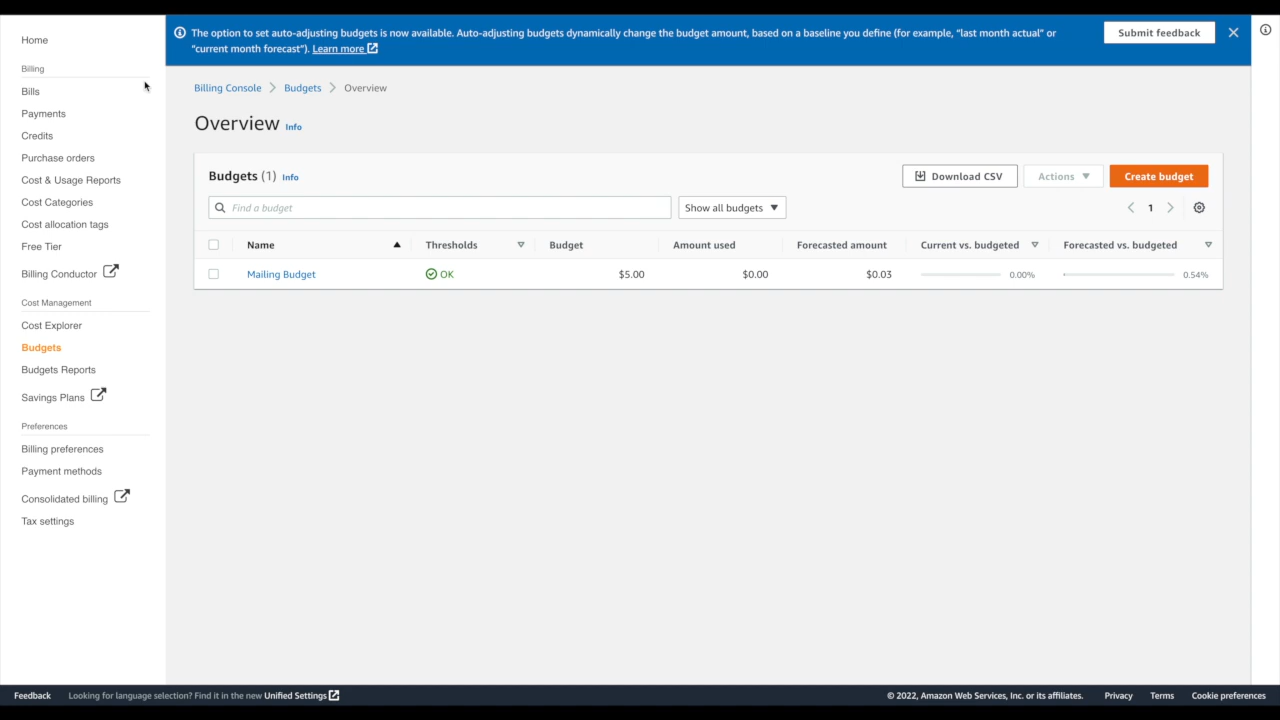 The option to set auto-adjusting budgets is now available. Auto-adjusting budgets dynamically change the budget amount, based on a baseline you define (for example, “last month actual” or
“current month forecast”). Learn more
Submit feedback
Home
Billing
Bills
Payments
Credits
Purchase orders
Cost & Usage Reports
Cost Categories
Cost allocation tags
Free Tier
Billing Conductor
Cost Management
Cost Explorer
Budgets
Budgets Reports
Savings Plans
Preferences
Billing preferences
Payment methods
Consolidated billing
Tax settings
Billing Console > Budgets > Overview
Overview Info
Budgets (1) Info
Download CSV
Actions
Create budget
Find a budget
Show all budgets
1
Name Thresholds Budget Amount used Forecasted amount Current vs. budgeted Forecasted vs. budgeted
Mailing Budget OK $5.00 $0.00 $0.03 0.00% 0.54%
Feedback Looking for language selection? Find it in the new Unified Settings © 2022, Amazon Web Services, Inc. or its affiliates. Privacy Terms Cookie preferences